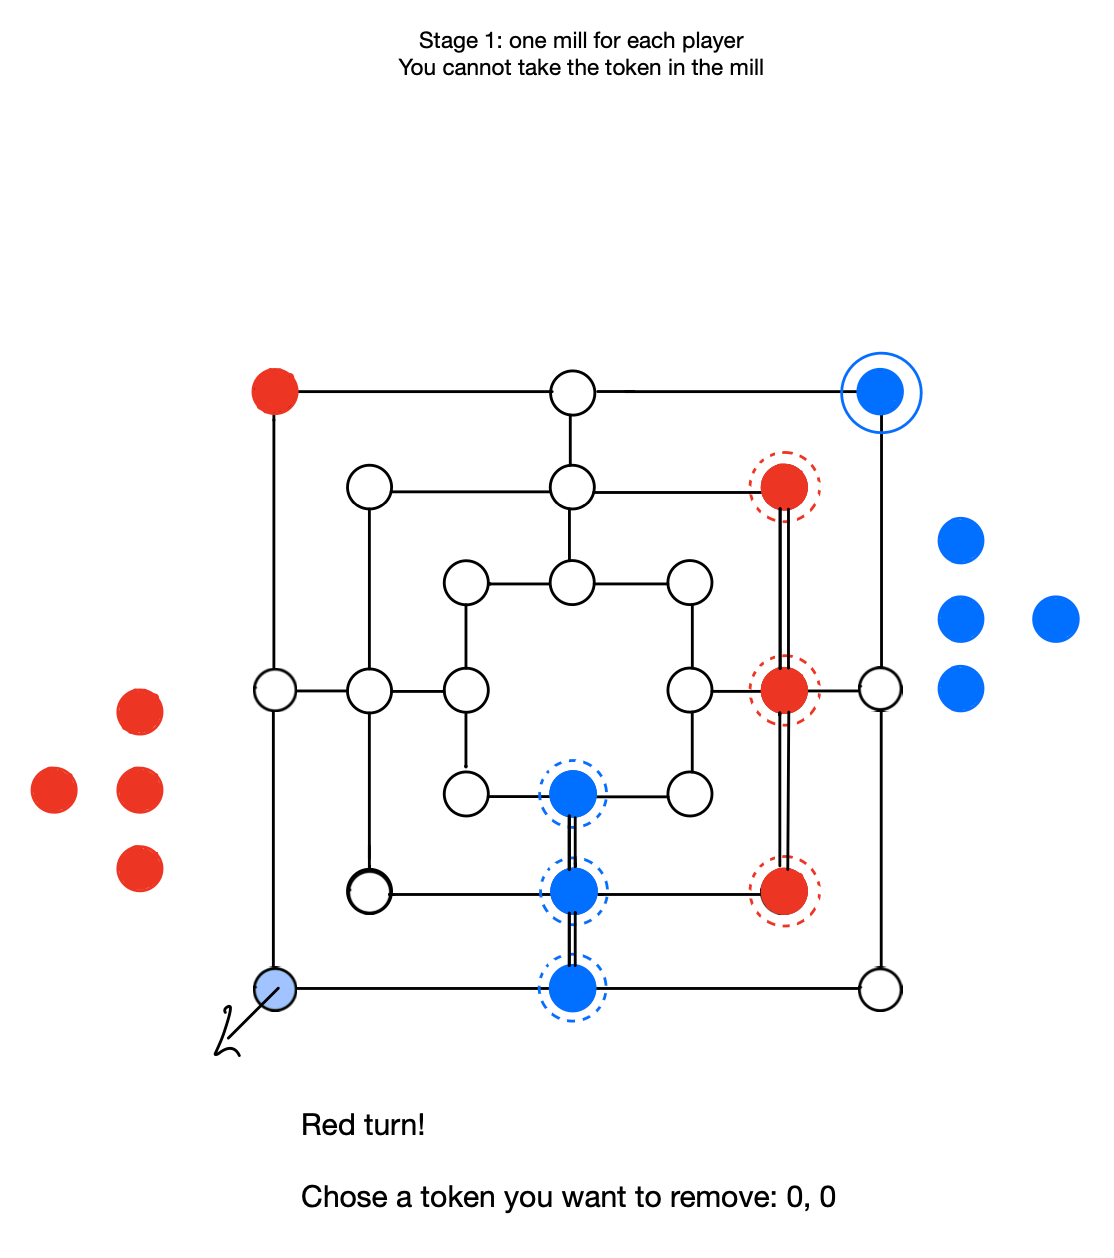 Stage 1: one mill for each player
You cannot take the token in the mill
Red turn!
Chose a token you want to remove: 0, 0